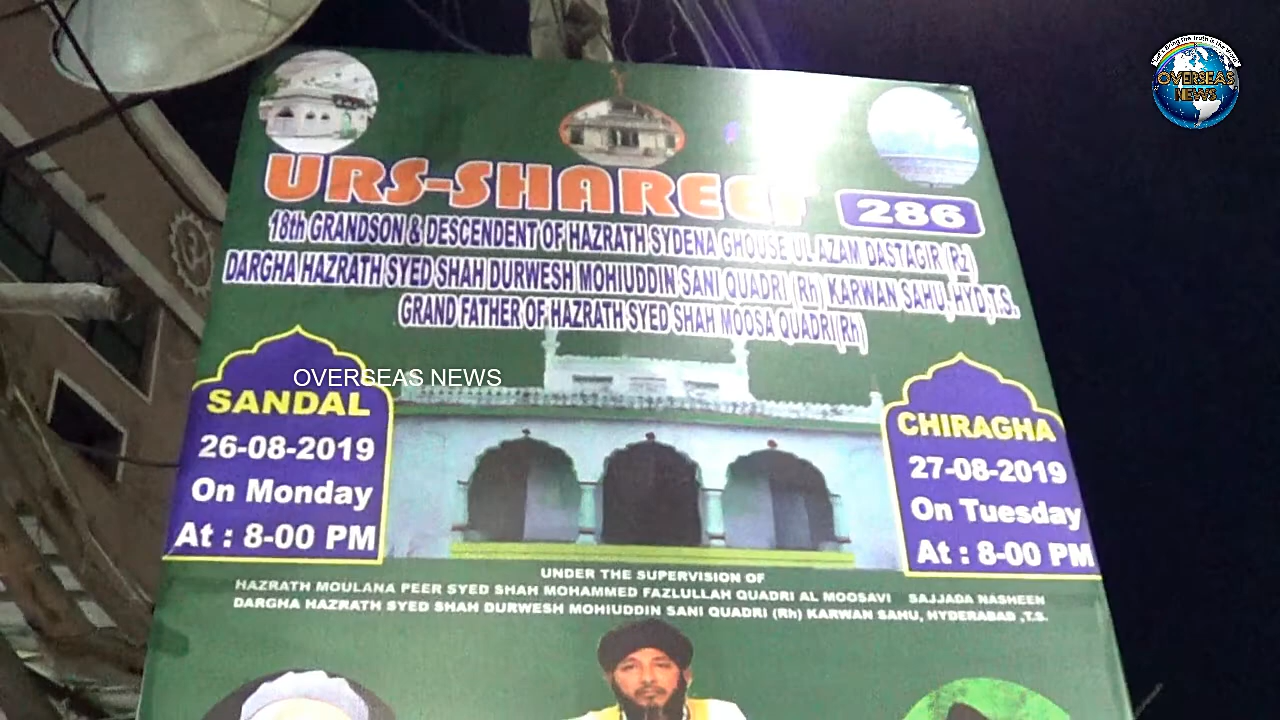 OVERSEAS
NEWS
URS-SHAREEF
286
18th GRANDSON & DESCENDENT OF HAZRATH SYDENA GHOUSE UL AZAM DASTAGIR (Rz)
DARGHA HAZRATH SYED SHAH DURWESH MOHIUDDIN SANI QUADRI (Rh) KARWAN SAHU, HYD,T.S.
GRAND FATHER OF HAZRATH SYED SHAH MOOSA QUADRI(Rh)
OVERSEAS NEWS
SANDAL
26-08-2019
On Monday
At : 8-00 PM
CHIRAGHA
27-08-2019
On Tuesday
At : 8-00 PM
UNDER THE SUPERVISION OF
HAZRATH MOULANA PEER SYED SHAH MOHAMMED FAZLULLAH QUADRI AL MOOSAVI SAJJADA NASHEEN
DARGHA HAZRATH SYED SHAH DURWESH MOHIUDDIN SANI QUADRI (Rh) KARWAN SAHU, HYDERABAD ,T.S.